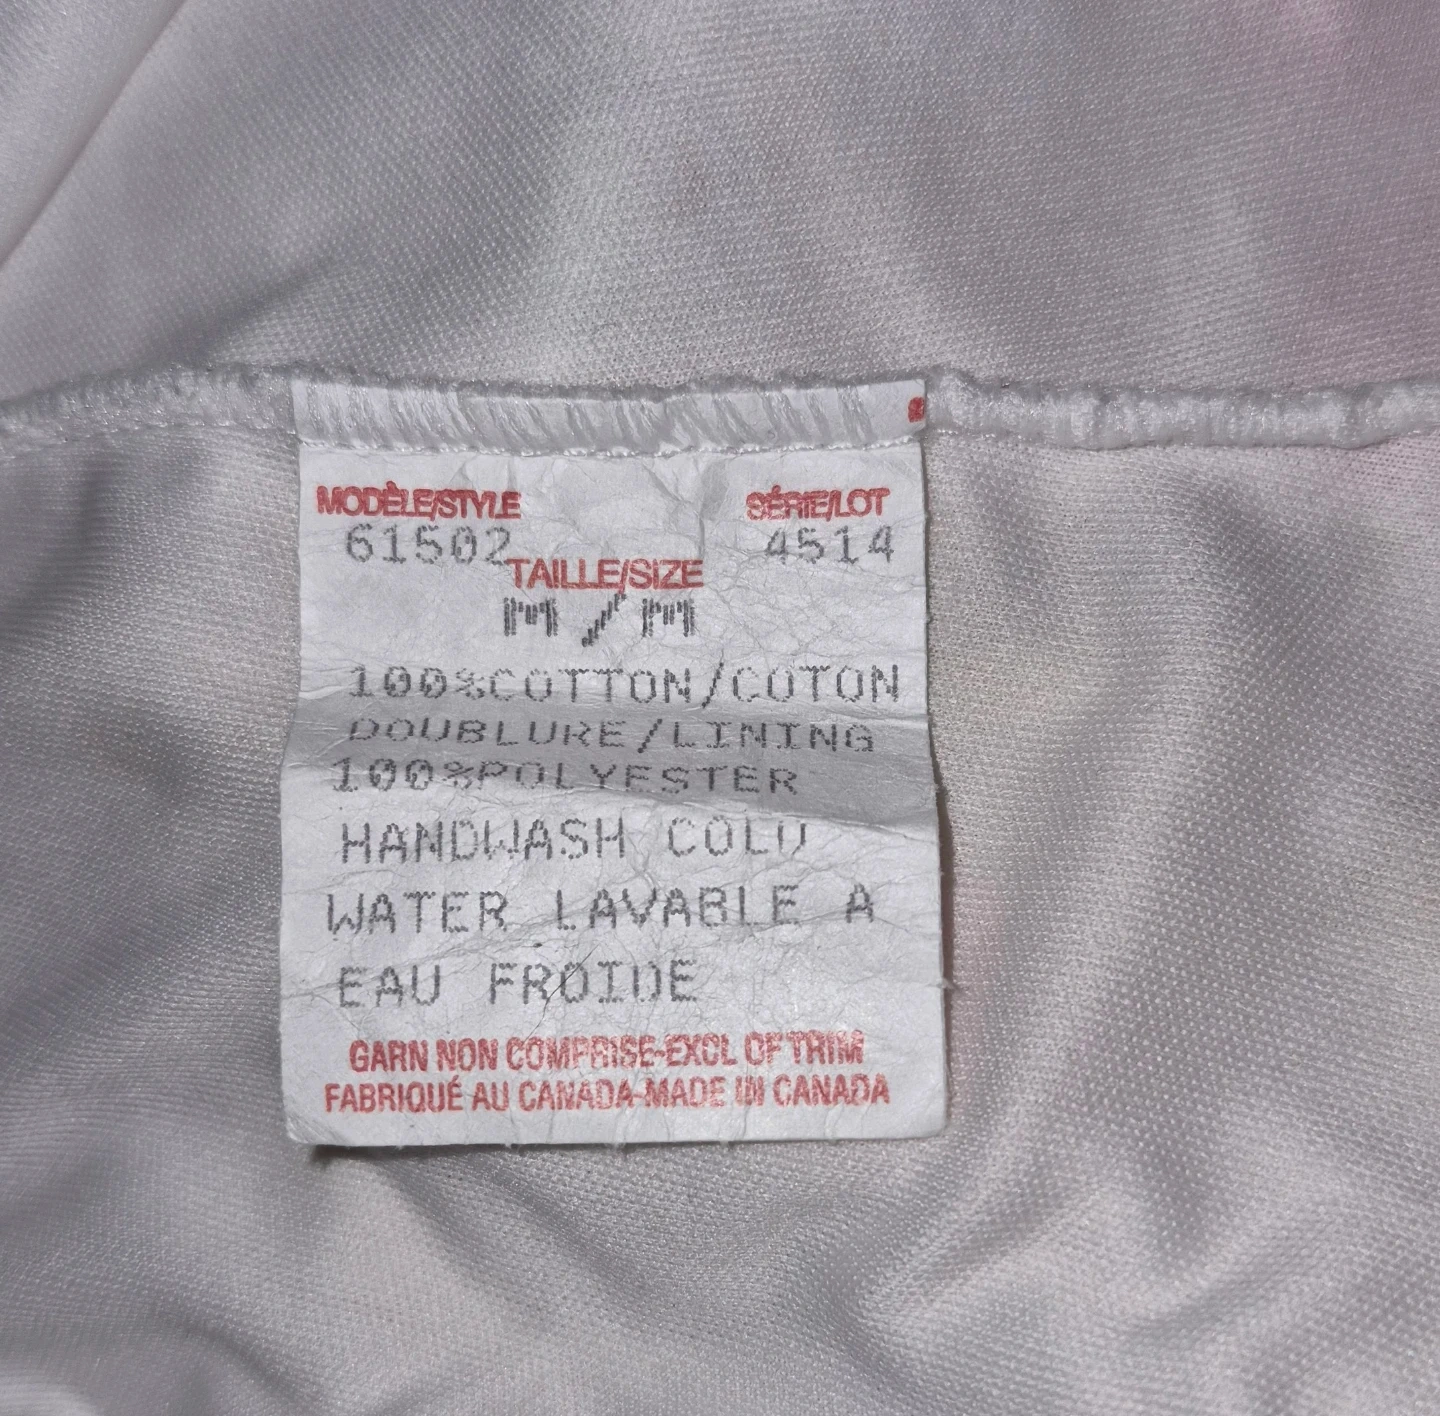 MODÈLE/STYLE SÉRIE/LOT
61502 4514
TAILLE/SIZE
M/M
100%COTTON/COTON
DOUBLURE/LINING
100%POLYESTER
HANDWASH COLD
WATER LAVABLE A
EAU FROIDE
GARN NON COMPRISE-EXCL OF TRIM
FABRIQUÉ AU CANADA-MADE IN CANADA